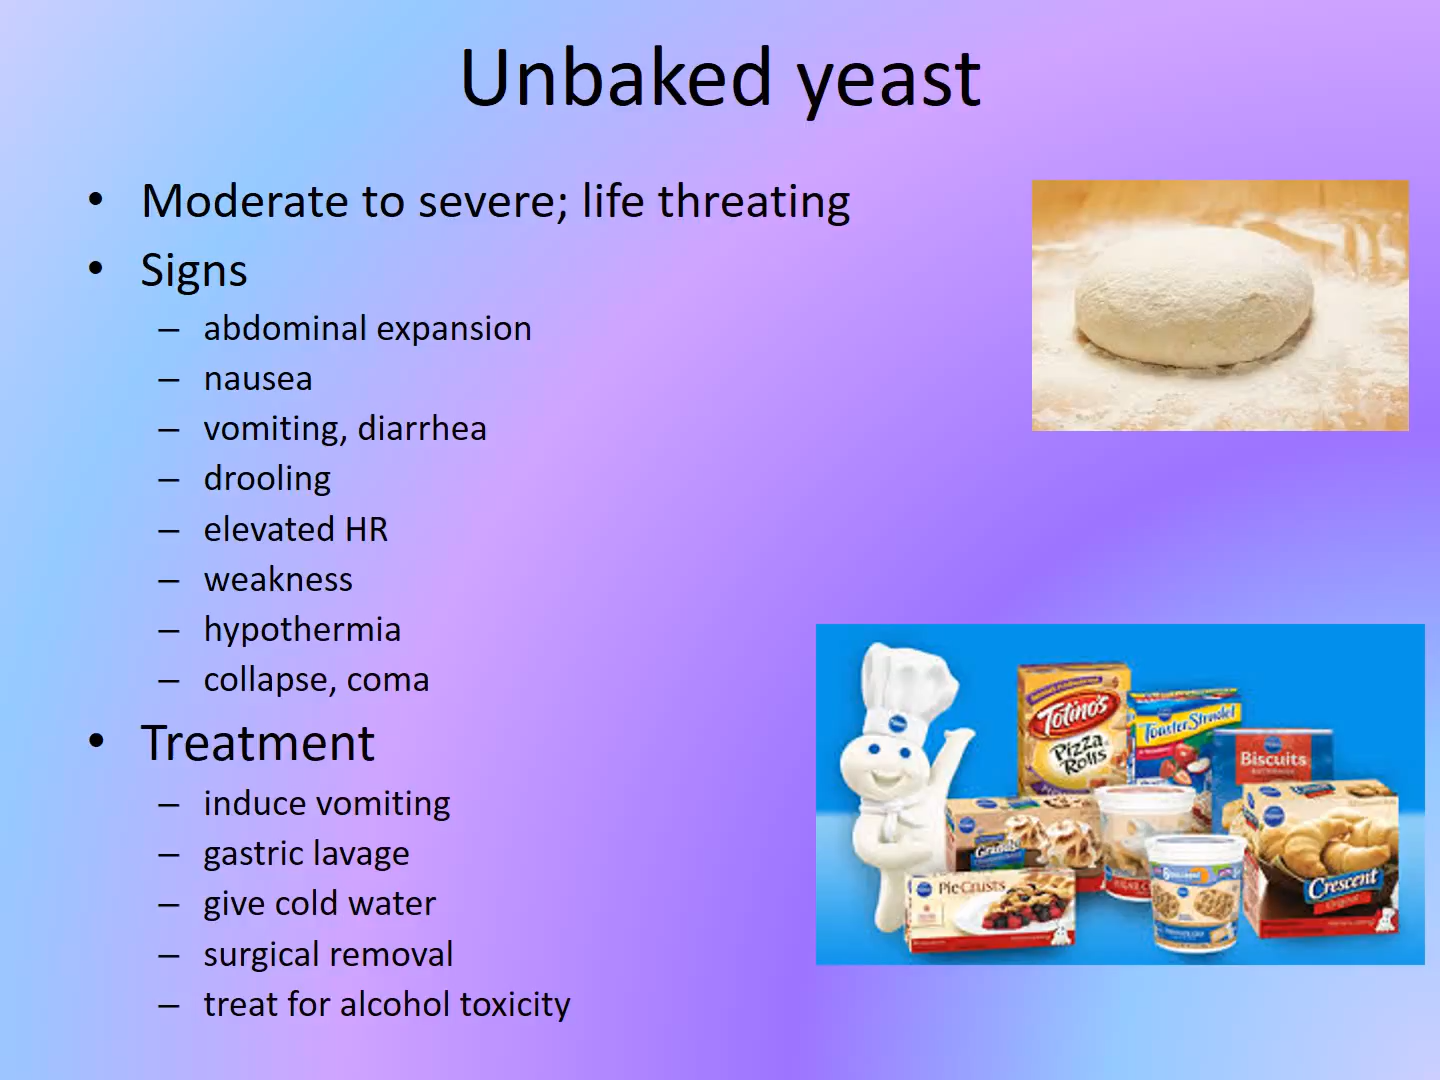 Unbaked yeast
• Moderate to severe; life threating
• Signs
– abdominal expansion
– nausea
– vomiting, diarrhea
– drooling
– elevated HR
– weakness
– hypothermia
– collapse, coma
• Treatment
– induce vomiting
– gastric lavage
– give cold water
– surgical removal
– treat for alcohol toxicity
Totino's
Pizza
Rolls
Toaster Strudel
Biscuits
Grands!
Pie Crusts
Crescent